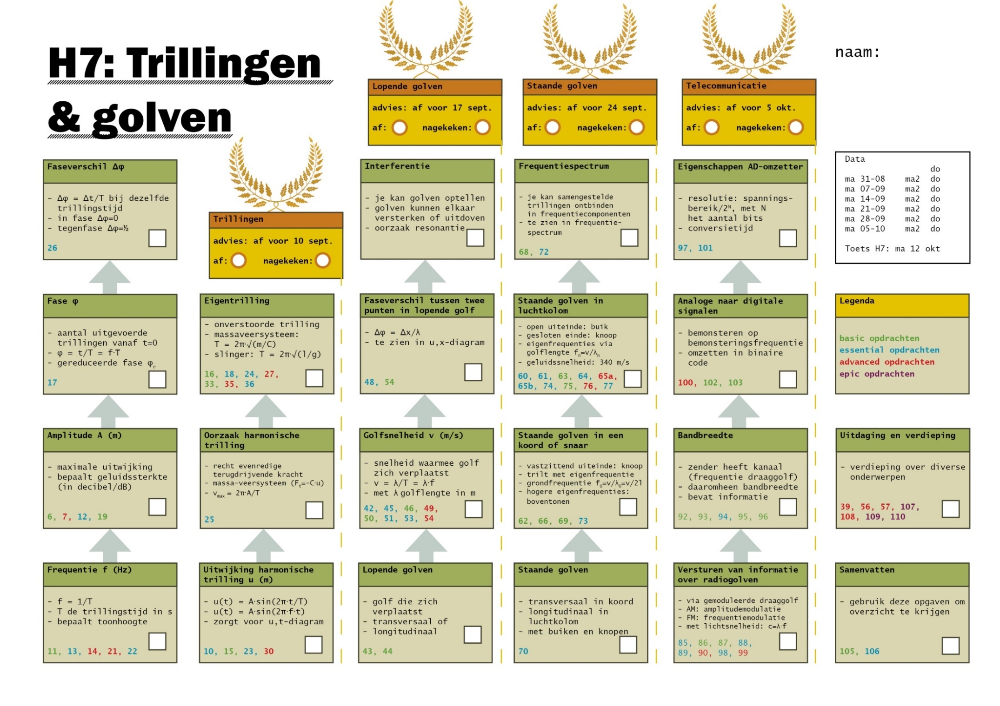 H7: Trillingen
& golven
naam:
Lopende golven
advies: af voor 17 sept.
af: nagekeken:
Staande golven
advies: af voor 24 sept.
af: nagekeken:
Telecommunicatie
advies: af voor 5 okt.
af: nagekeken:
Faseverschil Δφ
- Δφ = Δt/T bij dezelfde
trillingstijd
- in fase Δφ=0
- tegenfase Δφ=½
26
Trillingen
advies: af voor 10 sept.
af: nagekeken:
Interferentie
- je kan golven optellen
- golven kunnen elkaar
versterken of uitdoven
- oorzaak resonantie
Frequentiespectrum
- je kan samengestelde
trillingen ontbinden
in frequentiecomponenten
- te zien in frequentie-
spectrum
68, 72
Eigenschappen AD-omzetter
- resolutie: spannings-
bereik/2ᴺ, met N
het aantal bits
- conversietijd
97, 101
Data
do
ma 31-08 ma2 do
ma 07-09 ma2 do
ma 14-09 ma2 do
ma 21-09 ma2 do
ma 28-09 ma2 do
ma 05-10 ma2 do
Toets H7: ma 12 okt
Fase φ
- aantal uitgevoerde
trillingen vanaf t=0
- φ = t/T = f·T
- gereduceerde fase φᵣ
17
Eigentrilling
- onverstoorde trilling
- massaveersysteem:
T = 2π·√(m/C)
- slinger: T = 2π·√(l/g)
16, 18, 24, 27,
33, 35, 36
Faseverschil tussen twee
punten in lopende golf
- Δφ = Δx/λ
- te zien in u,x-diagram
48, 54
Staande golven in
luchtkolom
- open uiteinde: buik
- gesloten einde: knoop
- eigenfrequenties via
golflengte fₙ=v/λₙ
- geluidssnelheid: 340 m/s
60, 61, 63, 64, 65a,
65b, 74, 75, 76, 77
Analoge naar digitale
signalen
- bemonsteren op
bemonsteringsfrequentie
- omzetten in binaire
code
100, 102, 103
Legenda
basic opdrachten
essential opdrachten
advanced opdrachten
epic opdrachten
Amplitude A (m)
- maximale uitwijking
- bepaalt geluidssterkte
(in decibel/dB)
6, 7, 12, 19
Oorzaak harmonische
trilling
- recht evenredige
terugdrijvende kracht
- massa-veersysteem (Fₜ=-C·u)
- vₘₐₓ = 2π·A/T
25
Golfsnelheid v (m/s)
- snelheid waarmee golf
zich verplaatst
- v = λ/T = λ·f
- met λ golflengte in m
42, 45, 46, 49,
50, 51, 53, 54
Staande golven in een
koord of snaar
- vastzittend uiteinde: knoop
- trilt met eigenfrequentie
- grondfrequentie f₀=v/λ₀=v/2l
- hogere eigenfrequenties:
boventonen
62, 66, 69, 73
Bandbreedte
- zender heeft kanaal
(frequentie draaggolf)
- daaromheen bandbreedte
- bevat informatie
92, 93, 94, 95, 96
Uitdaging en verdieping
- verdieping over diverse
onderwerpen
39, 56, 57, 107,
108, 109, 110
Frequentie f (Hz)
- f = 1/T
- T de trillingstijd in s
- bepaalt toonhoogte
11, 13, 14, 21, 22
Uitwijking harmonische
trilling u (m)
- u(t) = A·sin(2π·t/T)
- u(t) = A·sin(2π·f·t)
- zorgt voor u,t-diagram
10, 15, 23, 30
Lopende golven
- golf die zich
verplaatst
- transversaal of
- longitudinaal
43, 44
Staande golven
- transversaal in koord
- longitudinaal in
luchtkolom
- met buiken en knopen
70
Versturen van informatie
over radiogolven
- via gemoduleerde draaggolf
- AM: amplitudemodulatie
- FM: frequentiemodulatie
- met lichtsnelheid: c=λ·f
85, 86, 87, 88,
89, 90, 98, 99
Samenvatten
- gebruik deze opgaven om
overzicht te krijgen
105, 106